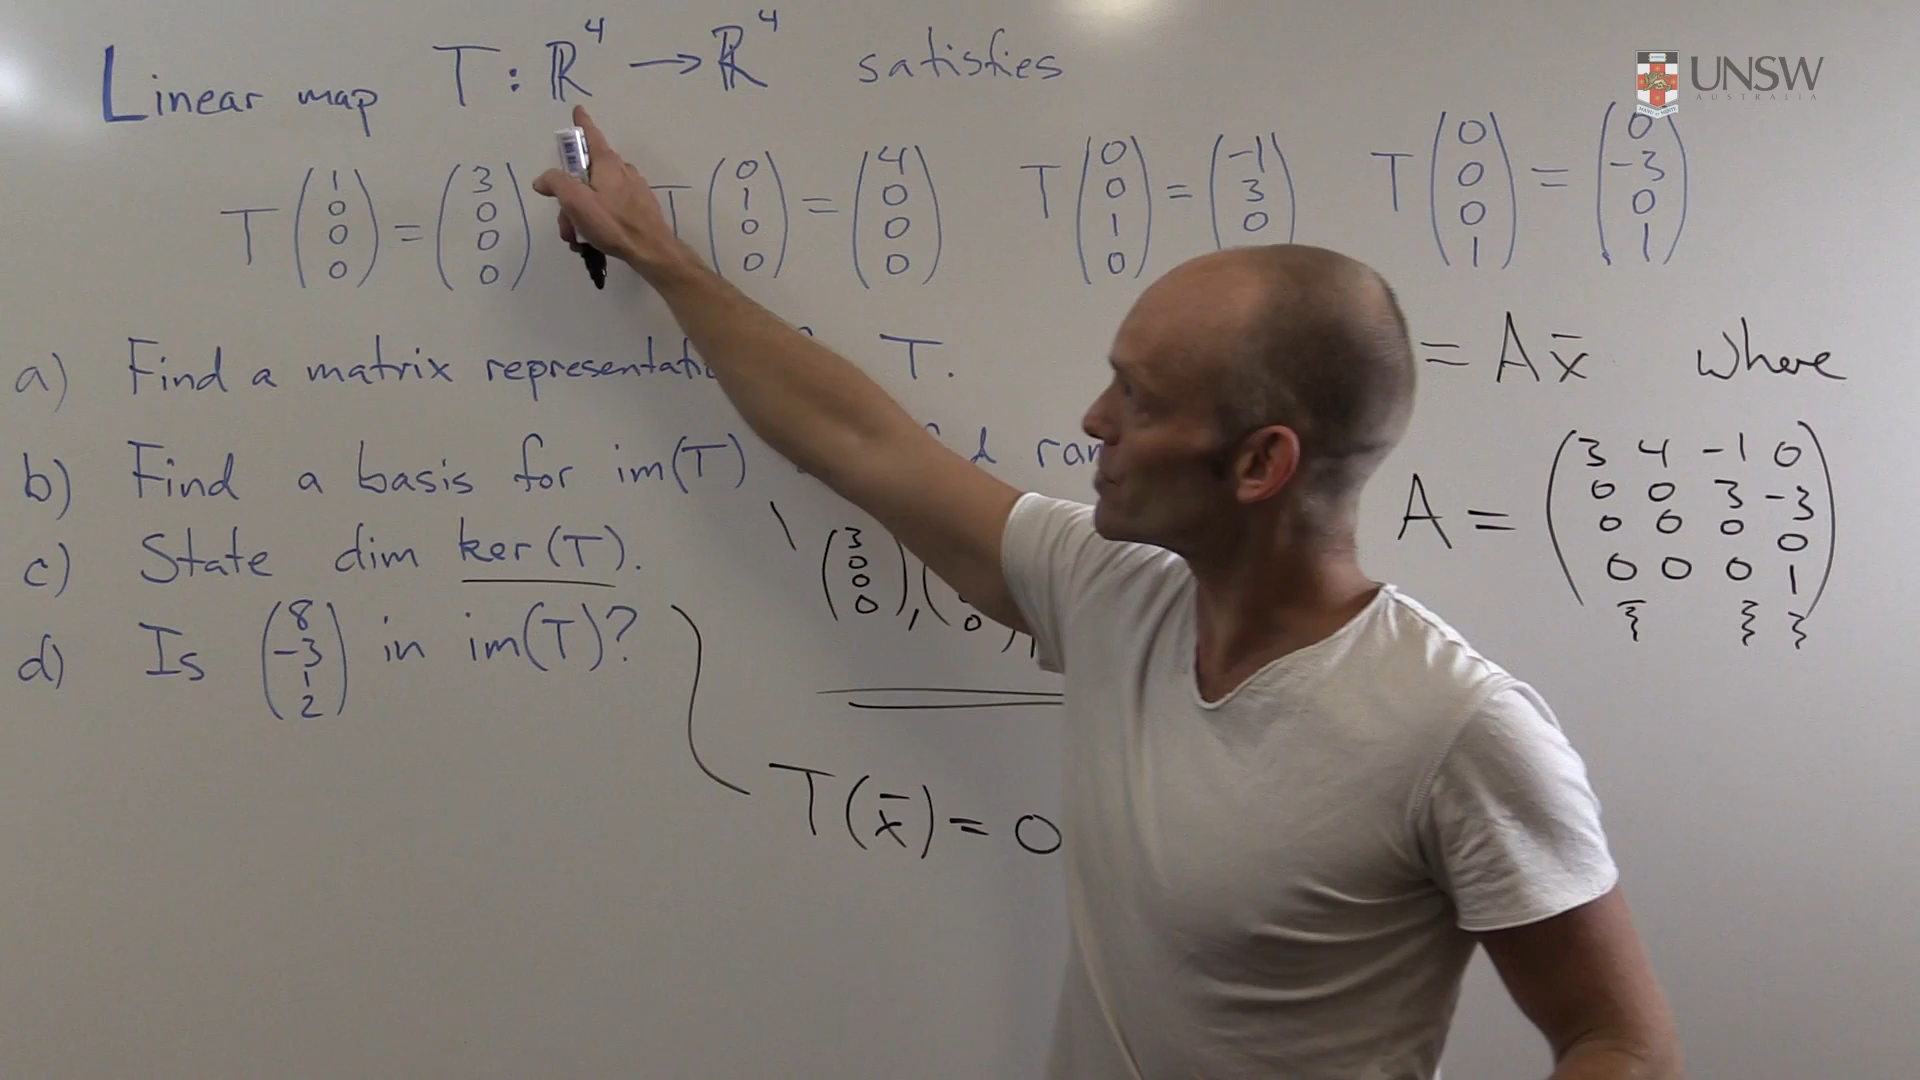 Linear map T : ℝ⁴ → ℝ⁴ satisfies
UNSW
AUSTRALIA
T (1 0 0 0) = (3 0 0 0) T (0 1 0 0) = (4 0 0 0) T (0 0 1 0) = (-1 3 0 T (0 0 0 1) = (0 -3 0 1)
a) Find a matrix T.
= A x̄ where
b) Find a basis for im(T)
A = (3 4 -1 0
0 0 3 -3
0 0 0 0
0 0 0 1)
c) State dim ker(T).
(3 0 0 0), (
d) Is (8 -3 1 2) in im(T)?
T(x̄) = 0